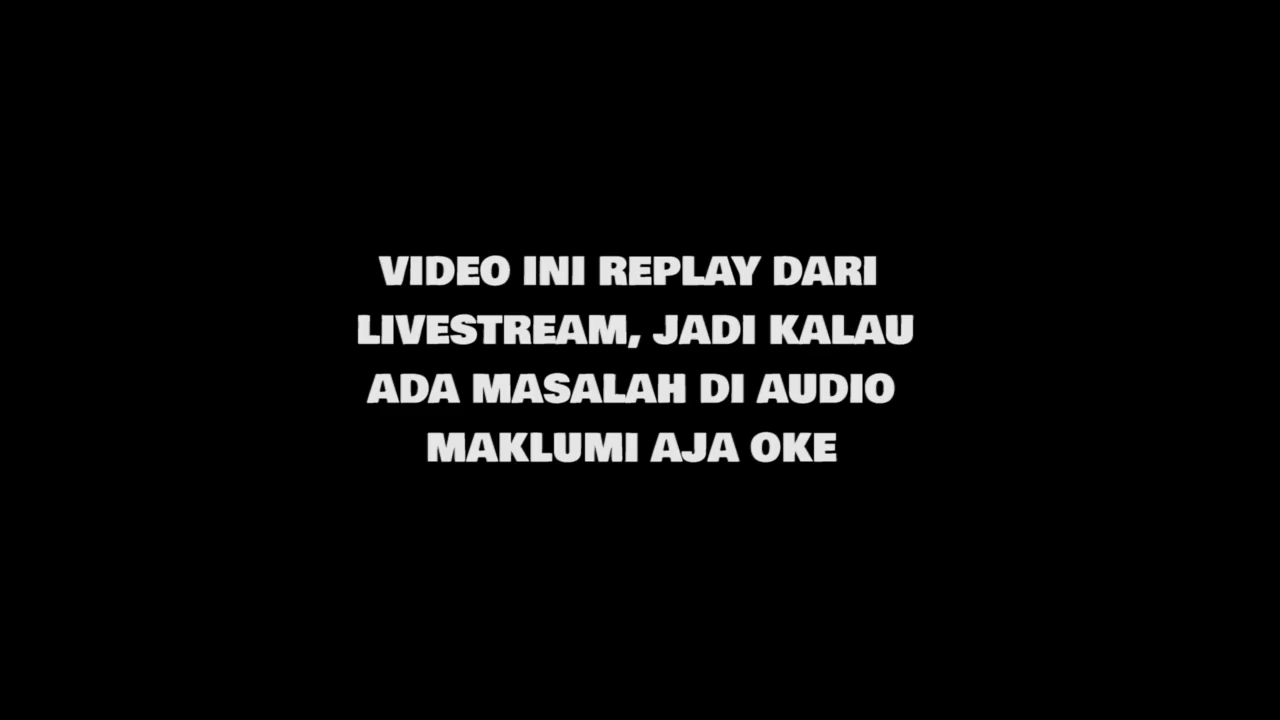 VIDEO INI REPLAY DARI
LIVESTREAM, JADI KALAU
ADA MASALAH DI AUDIO
MAKLUMI AJA OKE